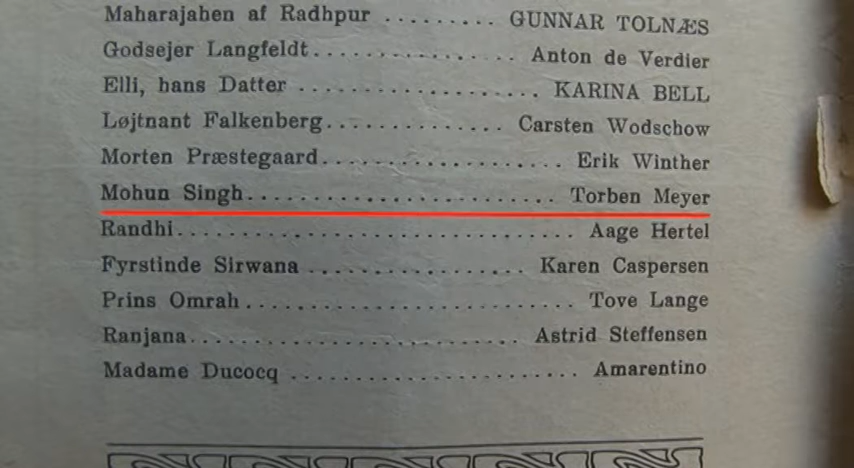 Maharajahen af Radhpur ........ GUNNAR TOLNÆS
Godsejer Langfeldt................. Anton de Verdier
Elli, hans Datter .................... KARINA BELL
Løjtnant Falkenberg............... Carsten Wodschow
Morten Præstegaard..................... Erik Winther
Mohun Singh.......................... Torben Meyer
Randhi.................................. Aage Hertel
Fyrstinde Sirwana .................. Karen Caspersen
Prins Omrah ............................ Tove Lange
Ranjana............................ Astrid Steffensen
Madame Ducocq ........................ Amarentino